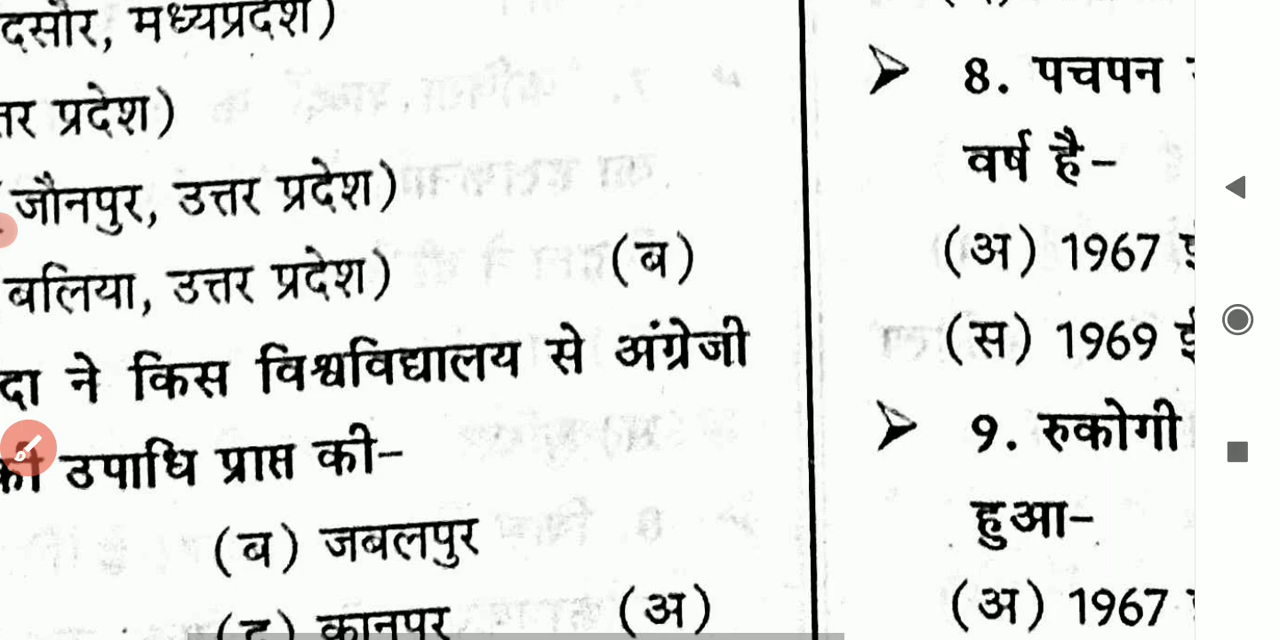 दसौर, मध्यप्रदेश)
तर प्रदेश)
जौनपुर, उत्तर प्रदेश)
बलिया, उत्तर प्रदेश) (ब)
दा ने किस विश्वविद्यालय से अंग्रेजी
की उपाधि प्राप्त की-
(ब) जबलपुर
(द) कानपुर (अ)
8. पचपन
वर्ष है-
(अ) 1967
(स) 1969 ई
9. रुकोगी
हुआ-
(अ) 1967